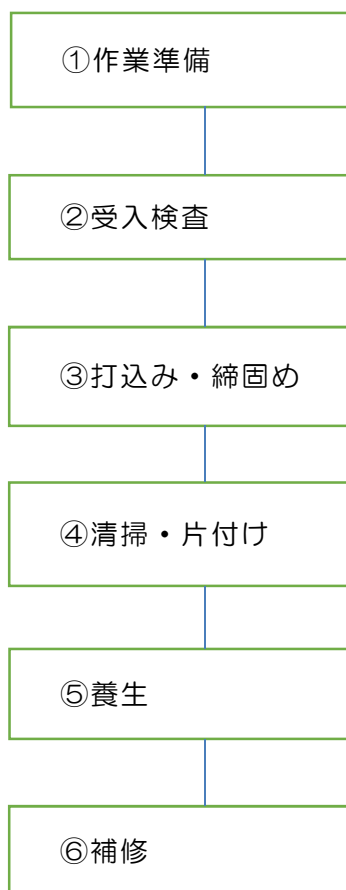 ①作業準備
②受入検査
③打込み・締固め
④清掃・片付け
⑤養生
⑥補修